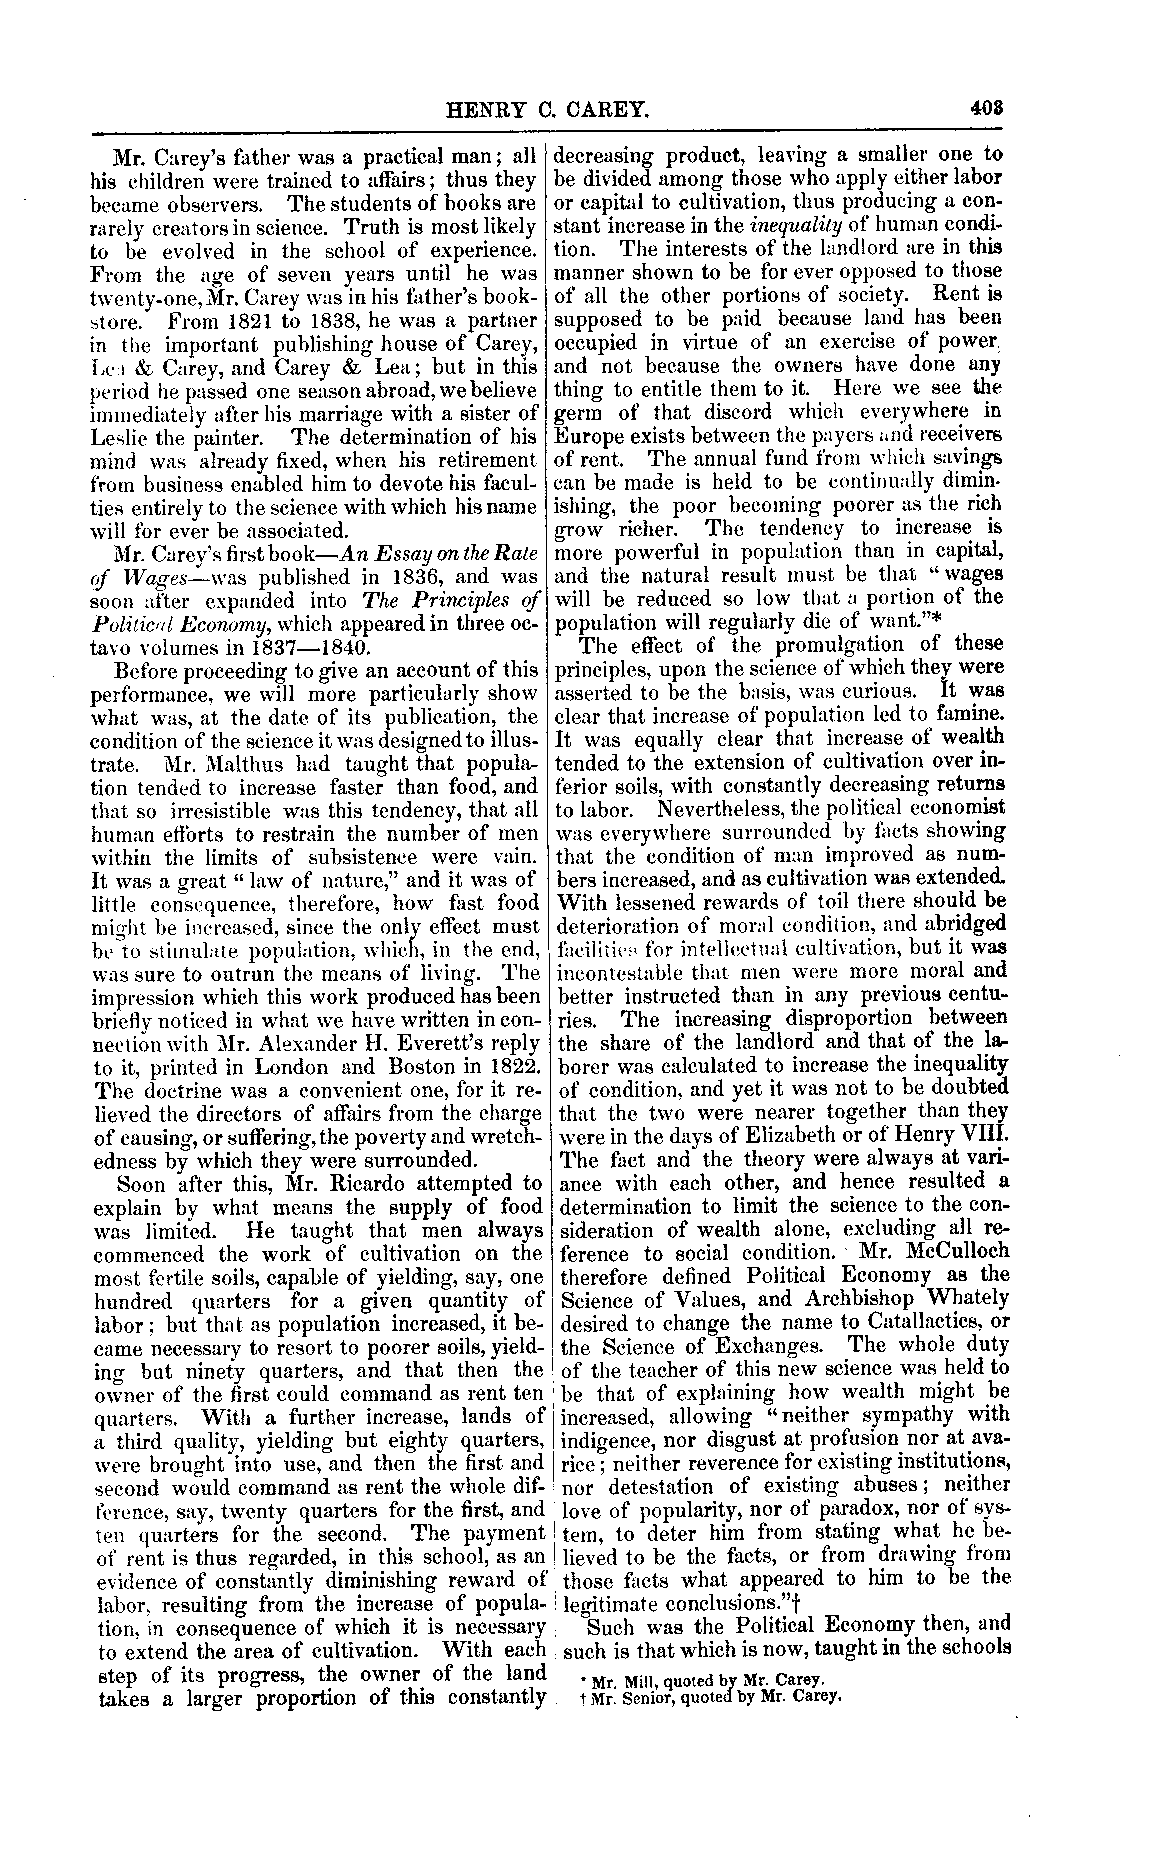 HENRY C. CAREY. 403
Mr. Carey's father was a practical man; all
his children were trained to affairs; thus they
became observers. The students of books are
rarely creators in science. Truth is most likely
to be evolved in the school of experience.
From the age of seven years until he was
twenty-one, Mr. Carey was in his father's book-
store. From 1821 to 1838, he was a partner
in the important publishing house of Carey,
Lea & Carey, and Carey & Lea; but in this
period he passed one season abroad, we believe
immediately after his marriage with a sister of
Leslie the painter. The determination of his
mind was already fixed, when his retirement
from business enabled him to devote his facul-
ties entirely to the science with which his name
will for ever be associated.
Mr. Carey's first book—An Essay on the Rate
of Wages—was published in 1836, and was
soon after expanded into The Principles of
Political Economy, which appeared in three oc-
tavo volumes in 1837—1840.
Before proceeding to give an account of this
performance, we will more particularly show
what was, at the date of its publication, the
condition of the science it was designed to illus-
trate. Mr. Malthus had taught that popula-
tion tended to increase faster than food, and
that so irresistible was this tendency, that all
human efforts to restrain the number of men
within the limits of subsistence were vain.
It was a great "law of nature," and it was of
little consequence, therefore, how fast food
might be increased, since the only effect must
be to stimulate population, which, in the end,
was sure to outrun the means of living. The
impression which this work produced has been
briefly noticed in what we have written in con-
nection with Mr. Alexander H. Everett's reply
to it, printed in London and Boston in 1822.
The doctrine was a convenient one, for it re-
lieved the directors of affairs from the charge
of causing, or suffering, the poverty and wretch-
edness by which they were surrounded.
Soon after this, Mr. Ricardo attempted to
explain by what means the supply of food
was limited. He taught that men always
commenced the work of cultivation on the
most fertile soils, capable of yielding, say, one
hundred quarters for a given quantity of
labor; but that as population increased, it be-
came necessary to resort to poorer soils, yield-
ing but ninety quarters, and that then the
owner of the first could command as rent ten
quarters. With a further increase, lands of
a third quality, yielding but eighty quarters,
were brought into use, and then the first and
second would command as rent the whole dif-
ference, say, twenty quarters for the first, and
ten quarters for the second. The payment
of rent is thus regarded, in this school, as an
evidence of constantly diminishing reward of
labor, resulting from the increase of popula-
tion, in consequence of which it is necessary
to extend the area of cultivation. With each
step of its progress, the owner of the land
takes a larger proportion of this constantly
decreasing product, leaving a smaller one to
be divided among those who apply either labor
or capital to cultivation, thus producing a con-
stant increase in the inequality of human condi-
tion. The interests of the landlord are in this
manner shown to be for ever opposed to those
of all the other portions of society. Rent is
supposed to be paid because land has been
occupied in virtue of an exercise of power,
and not because the owners have done any
thing to entitle them to it. Here we see the
germ of that discord which everywhere in
Europe exists between the payers and receivers
of rent. The annual fund from which savings
can be made is held to be continually dimin-
ishing, the poor becoming poorer as the rich
grow richer. The tendency to increase is
more powerful in population than in capital,
and the natural result must be that "wages
will be reduced so low that a portion of the
population will regularly die of want."*
The effect of the promulgation of these
principles, upon the science of which they were
asserted to be the basis, was curious. It was
clear that increase of population led to famine.
It was equally clear that increase of wealth
tended to the extension of cultivation over in-
ferior soils, with constantly decreasing returns
to labor. Nevertheless, the political economist
was everywhere surrounded by facts showing
that the condition of man improved as num-
bers increased, and as cultivation was extended.
With lessened rewards of toil there should be
deterioration of moral condition, and abridged
facilities for intellectual cultivation, but it was
incontestable that men were more moral and
better instructed than in any previous centu-
ries. The increasing disproportion between
the share of the landlord and that of the la-
borer was calculated to increase the inequality
of condition, and yet it was not to be doubted
that the two were nearer together than they
were in the days of Elizabeth or of Henry VIII.
The fact and the theory were always at vari-
ance with each other, and hence resulted a
determination to limit the science to the con-
sideration of wealth alone, excluding all re-
ference to social condition. Mr. McCulloch
therefore defined Political Economy as the
Science of Values, and Archbishop Whately
desired to change the name to Catallactics, or
the Science of Exchanges. The whole duty
of the teacher of this new science was held to
be that of explaining how wealth might be
increased, allowing "neither sympathy with
indigence, nor disgust at profusion nor at ava-
rice; neither reverence for existing institutions,
nor detestation of existing abuses; neither
love of popularity, nor of paradox, nor of sys-
tem, to deter him from stating what he be-
lieved to be the facts, or from drawing from
those facts what appeared to him to be the
legitimate conclusions."†
Such was the Political Economy then, and
such is that which is now, taught in the schools
* Mr. Mill, quoted by Mr. Carey.
† Mr. Senior, quoted by Mr. Carey.